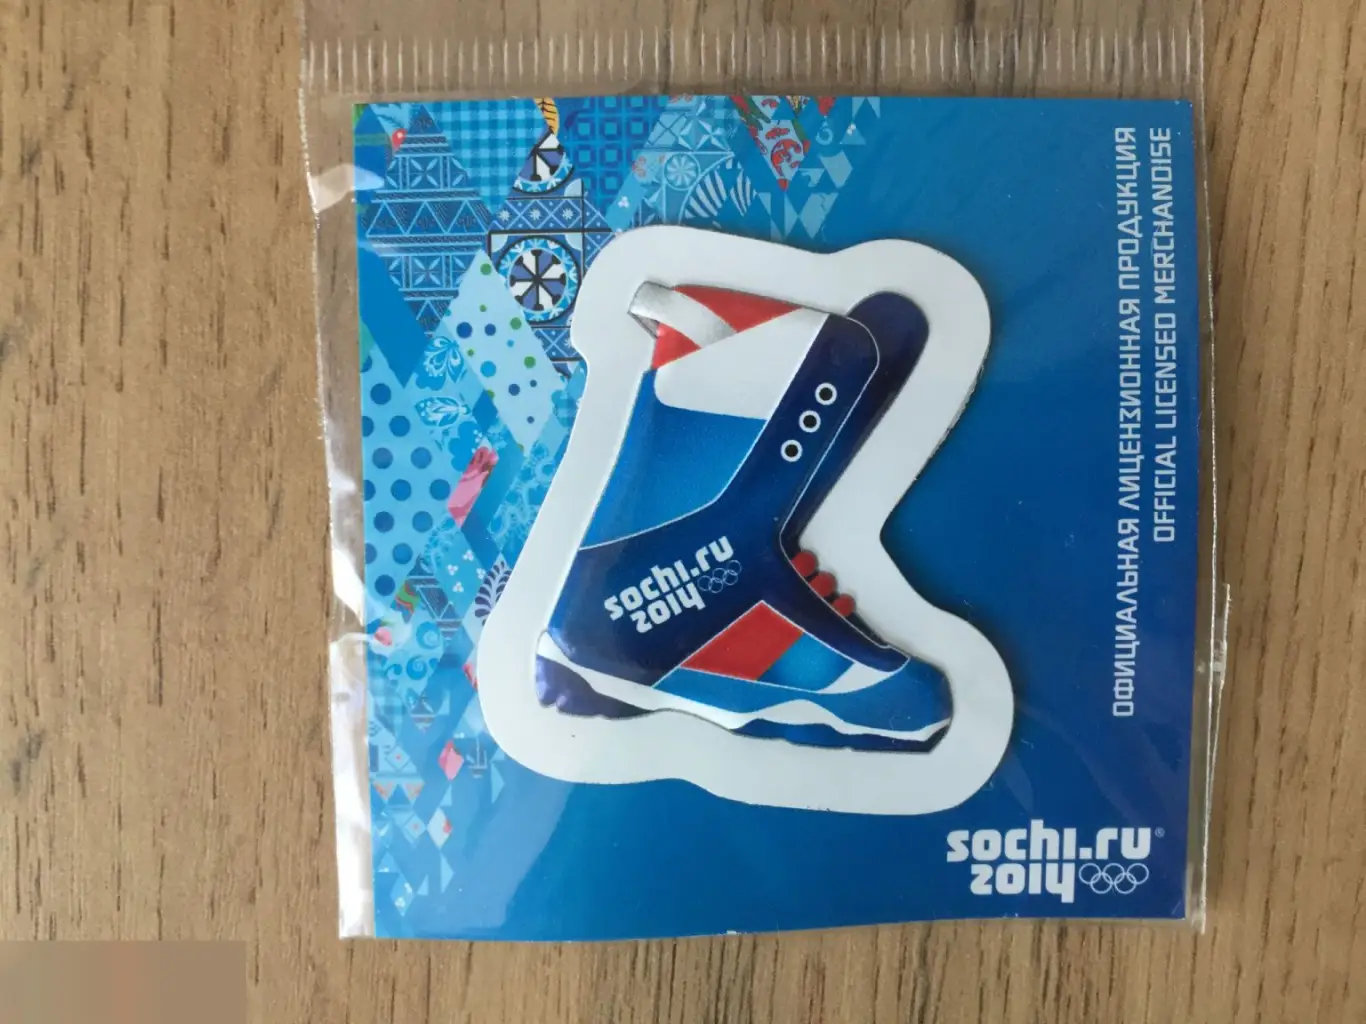 ОФИЦИАЛЬНАЯ ЛИЦЕНЗИОННАЯ ПРОДУКЦИЯ
OFFICIAL LICENSED MERCHANDISE
sochi.ru
2014
sochi.ru®
2014